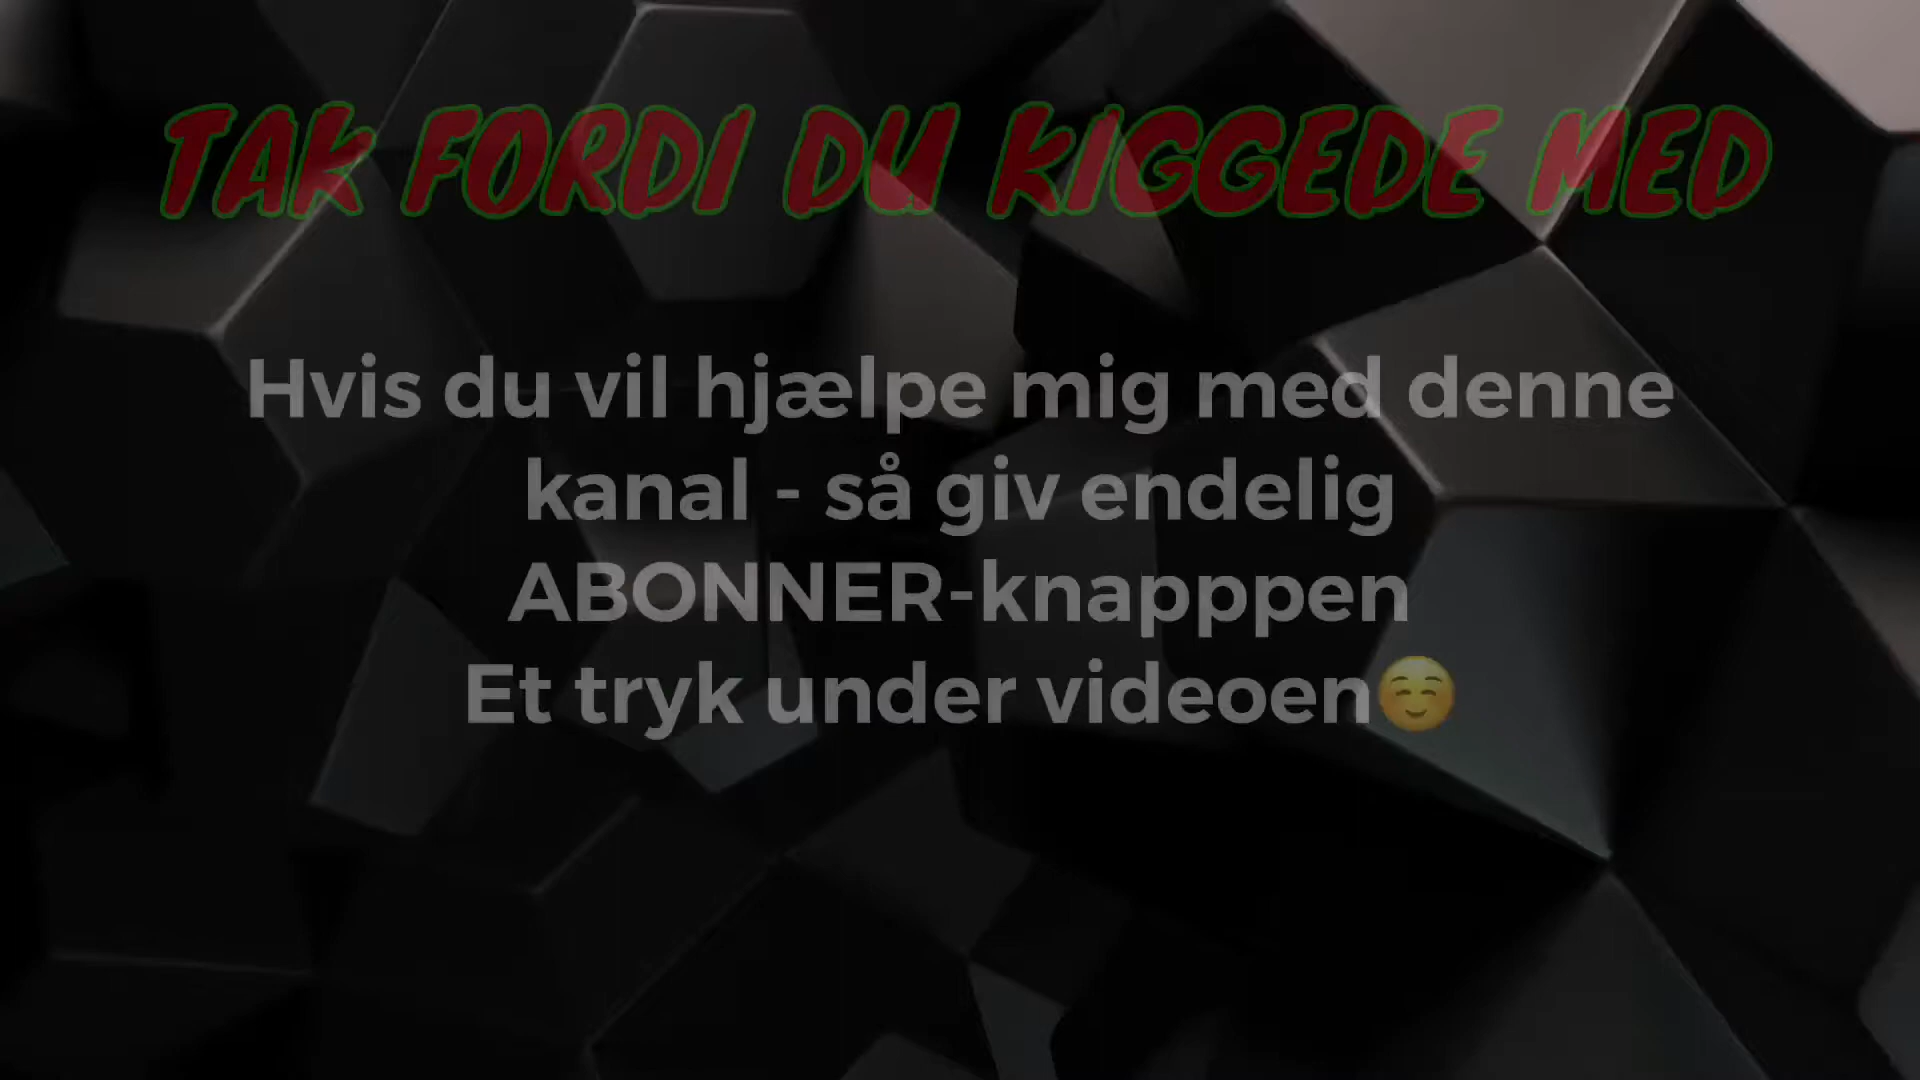 TAK FORDI DU KIGGEDE MED
Hvis du vil hjælpe mig med denne
kanal - så giv endelig
ABONNER-knapppen
Et tryk under videoen☺️